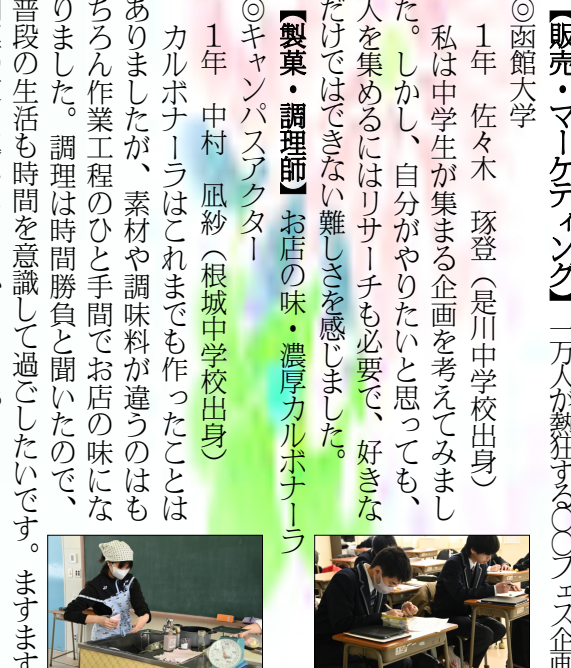 【販売・マーケティング】一万人が熱狂する〇〇フェス企画
◎函館大学
１年　佐々木　琢登（是川中学校出身）
私は中学生が集まる企画を考えてみまし
た。しかし、自分がやりたいと思っても、
人を集めるにはリサーチも必要で、好きな
だけではできない難しさを感じました。
【製菓・調理師】お店の味・濃厚カルボナーラ
◎キャンパスアクター
１年　中村　凪紗（根城中学校出身）
カルボナーラはこれまでも作ったことは
ありましたが、素材や調味料が違うのはも
ちろん作業工程のひと手間でお店の味にな
りました。調理は時間勝負と聞いたので、
普段の生活も時間を意識して過ごしたいです。ますます